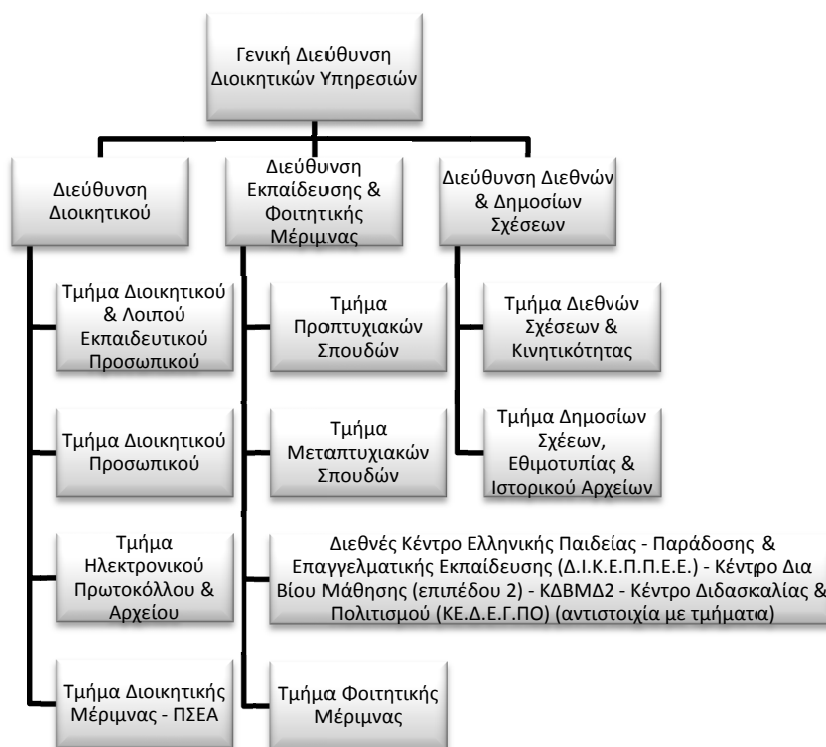 Γενική Διεύθυνση
Διοικητικών Υπηρεσιών
Διεύθυνση
Διοικητικού
Διεύθυνση
Εκπαίδευσης &
Φοιτητικής
Μέριμνας
Διεύθυνση Διεθνών
& Δημοσίων
Σχέσεων
Τμήμα Διοικητικού
& Λοιπού
Εκπαιδευτικού
Προσωπικού
Τμήμα
Προπτυχιακών
Σπουδών
Τμήμα Διεθνών
Σχέσεων &
Κινητικότητας
Τμήμα Διοικητικού
Προσωπικού
Τμήμα
Μεταπτυχιακών
Σπουδών
Τμήμα Δημοσίων
Σχέεων,
Εθιμοτυπίας &
Ιστορικού Αρχείων
Τμήμα
Ηλεκτρονικού
Πρωτοκόλλου &
Αρχείου
Διεθνές Κέντρο Ελληνικής Παιδείας - Παράδοσης &
Επαγγελματικής Εκπαίδευσης (Δ.Ι.Κ.Ε.Π.Π.Ε.Ε.) - Κέντρο Δια
Βίου Μάθησης (επιπέδου 2) - ΚΔΒΜΔ2 - Κέντρο Διδασκαλίας &
Πολιτισμού (ΚΕ.Δ.Ε.Γ.ΠΟ) (αντιστοιχία με τμήματα)
Τμήμα Διοικητικής
Μέριμνας - ΠΣΕΑ
Τμήμα Φοιτητικής
Μέριμνας